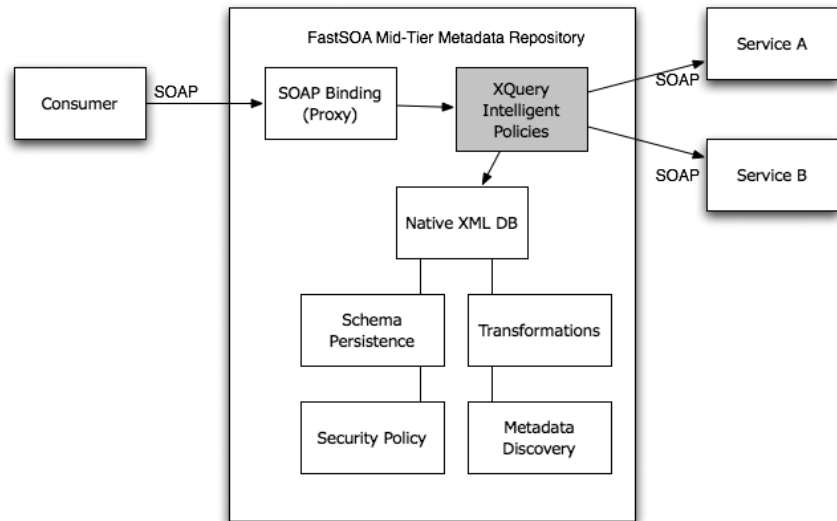 FastSOA Mid-Tier Metadata Repository
Consumer
SOAP
SOAP Binding
(Proxy)
XQuery
Intelligent
Policies
SOAP
Service A
SOAP
Service B
Native XML DB
Schema
Persistence
Transformations
Security Policy
Metadata
Discovery